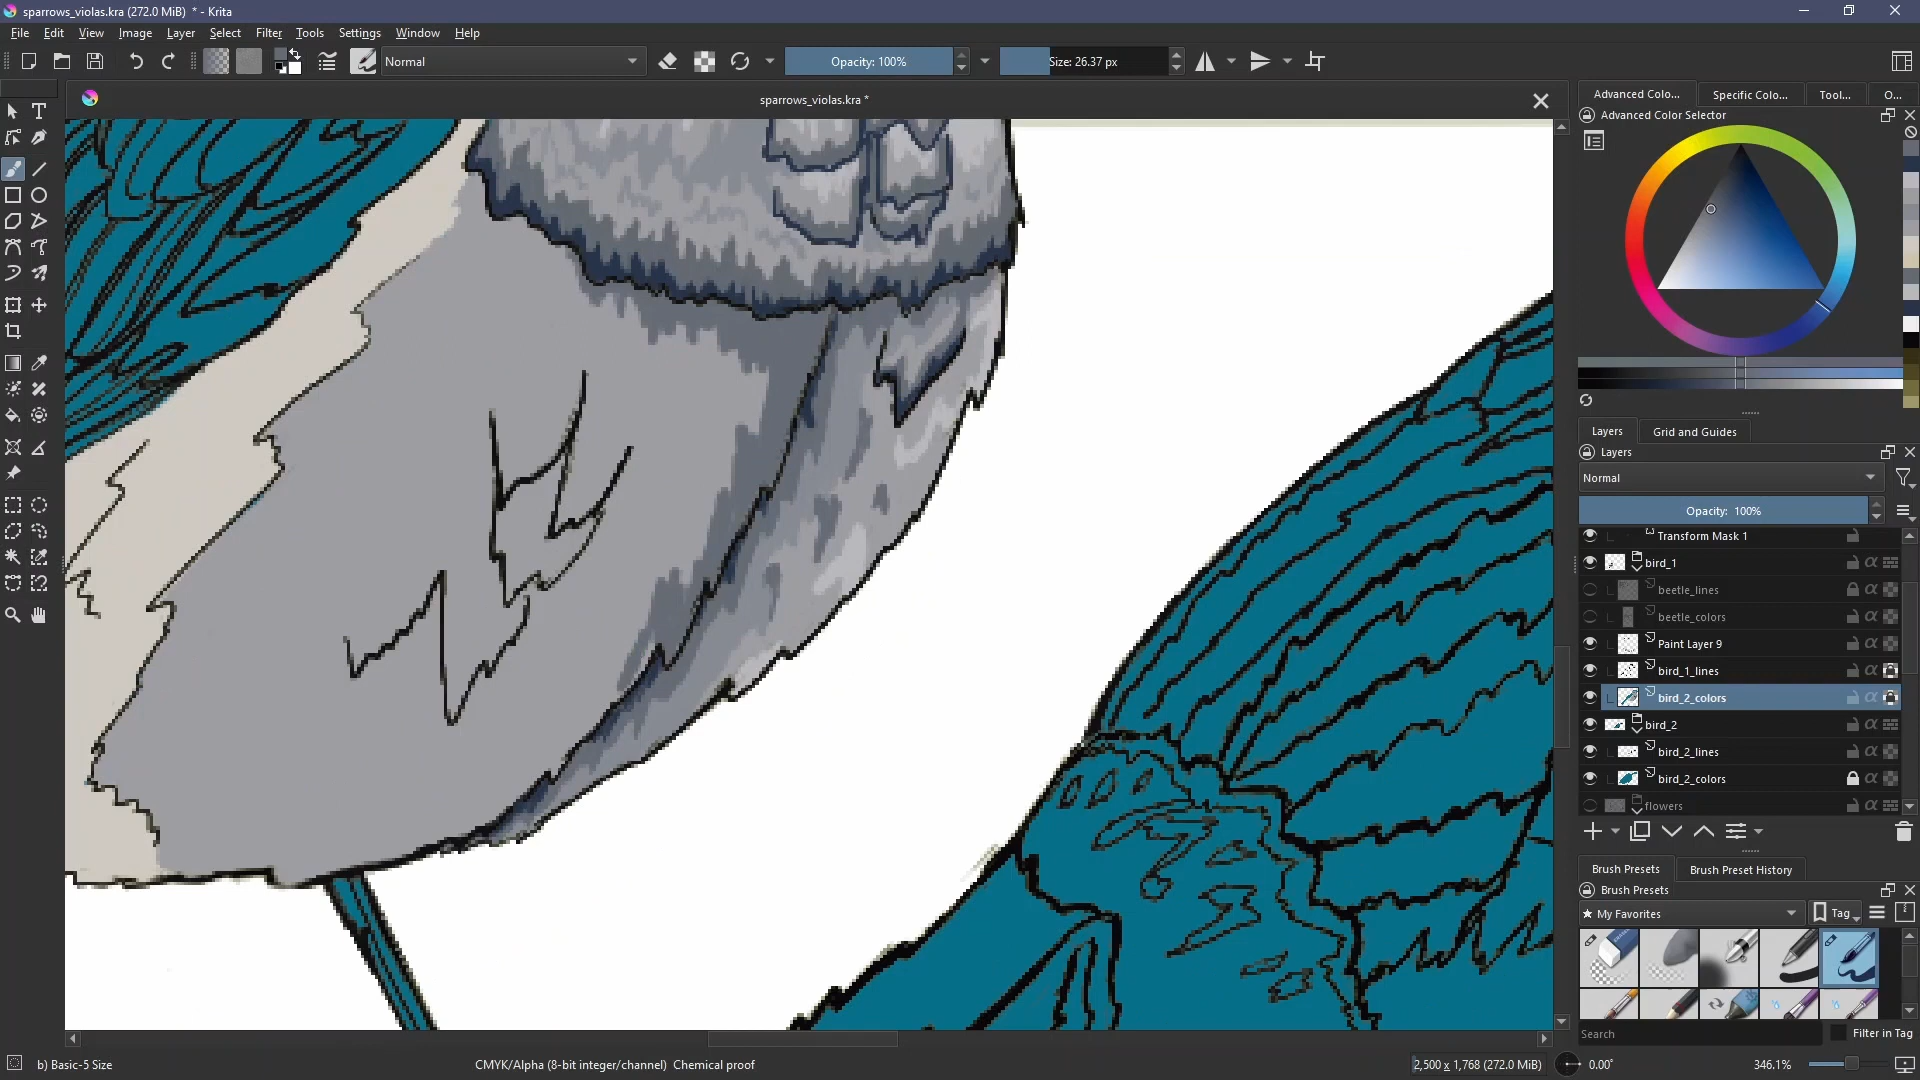 sparrows_violas.kra (272.0 MiB) * - Krita
File Edit View Image Layer Select Filter Tools Settings Window Help
Normal
Opacity: 100%
Size: 26.37 px
sparrows_violas.kra *
Advanced Colo... Specific Colo... Tool... O...
Advanced Color Selector
Layers Grid and Guides
Layers
Normal
Opacity: 100%
Transform Mask 1
bird_1
beetle_lines
beetle_colors
Paint Layer 9
bird_1_lines
bird_2_colors
bird_2
bird_2_lines
bird_2_colors
flowers
Brush Presets Brush Preset History
Brush Presets
★ My Favorites
Tag
Search
Filter in Tag
b) Basic-5 Size
CMYK/Alpha (8-bit integer/channel) Chemical proof
2,500 x 1,768 (272.0 MiB)
0.00°
346.1%